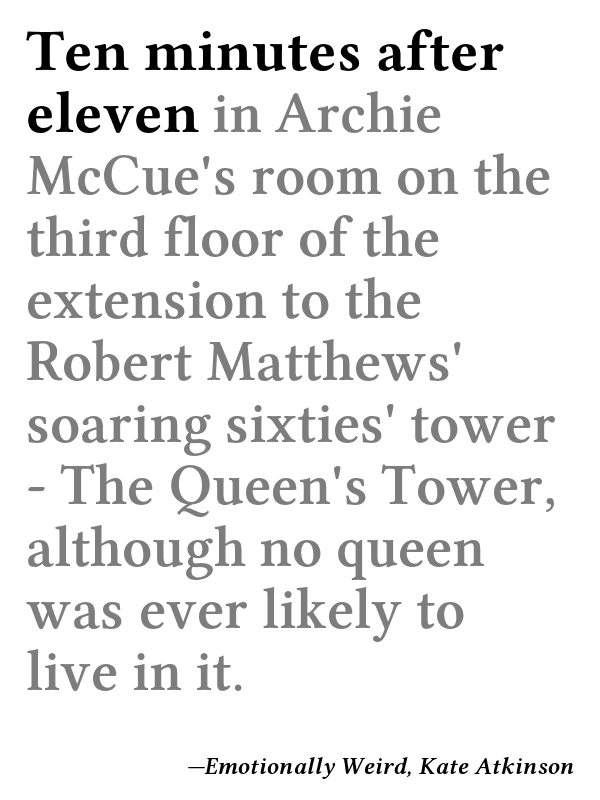 Ten minutes after
eleven in Archie
McCue's room on the
third floor of the
extension to the
Robert Matthews'
soaring sixties' tower
- The Queen's Tower,
although no queen
was ever likely to
live in it.
—Emotionally Weird, Kate Atkinson